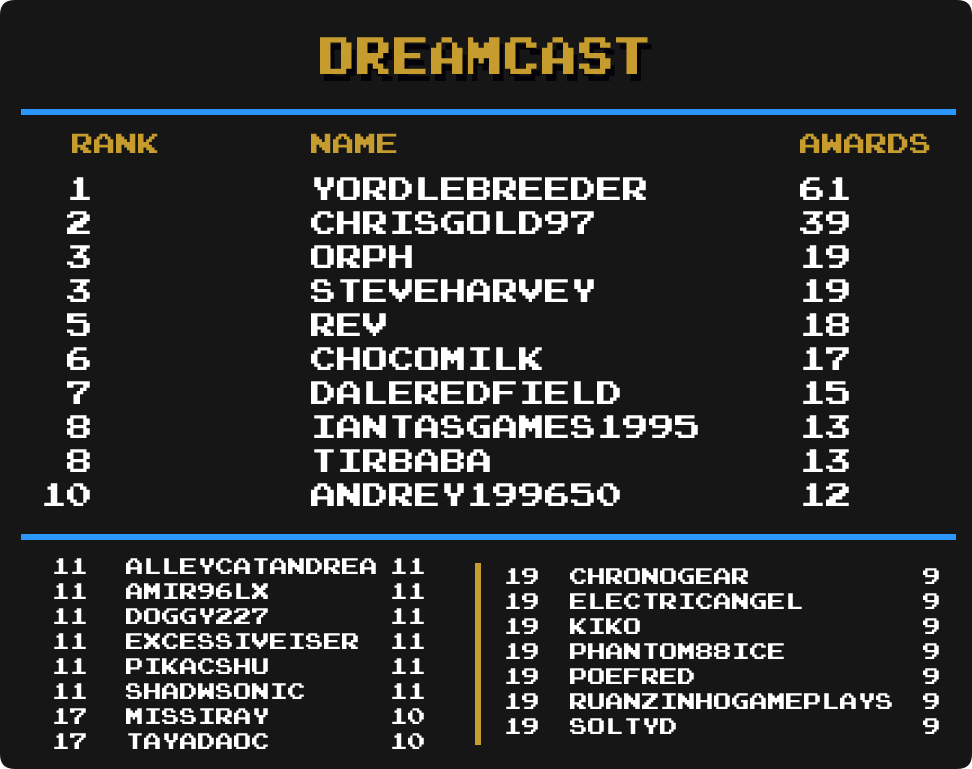 DREAMCAST
RANK NAME AWARDS
1 YORDLEBREEDER 61
2 CHRISGOLD97 39
3 ORPH 19
3 STEVEHARVEY 19
5 REV 18
6 CHOCOMILK 17
7 DALEREDFIELD 15
8 IANTASGAMES1995 13
8 TIRBABA 13
10 ANDREY199650 12
11 ALLEYCATANDREA 11
11 AMIR96LX 11
11 DOGGY227 11
11 EXCESSIVEISER 11
11 PIKACSHU 11
11 SHADWSONIC 11
17 MISSIRAY 10
17 TAYADAOC 10
19 CHRONOGEAR 9
19 ELECTRICANGEL 9
19 KIKO 9
19 PHANTOM88ICE 9
19 POEFRED 9
19 RUANZINHOGAMEPLAYS 9
19 SOLTYD 9